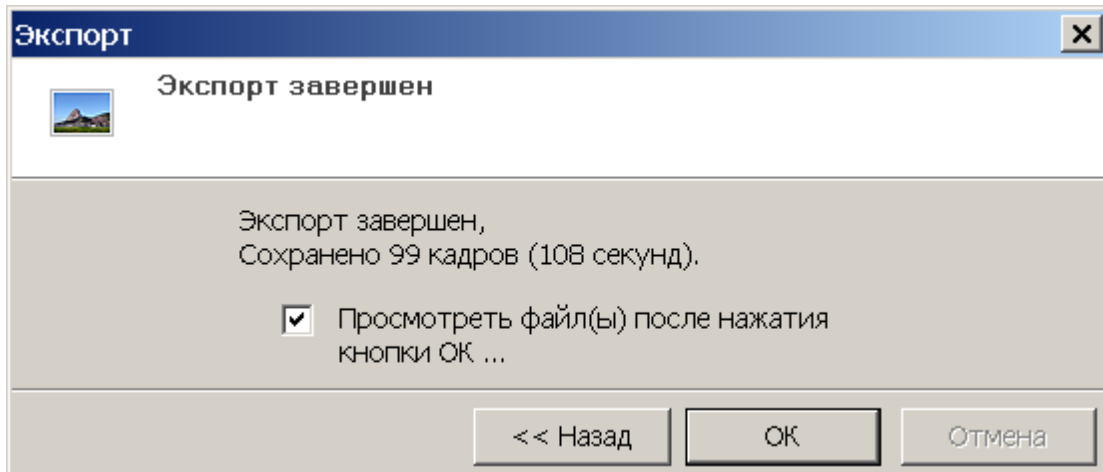 Экспорт
Экспорт завершен
Экспорт завершен,
Сохранено 99 кадров (108 секунд).
Просмотреть файл(ы) после нажатия
кнопки ОК ...
<< Назад
ОК
Отмена